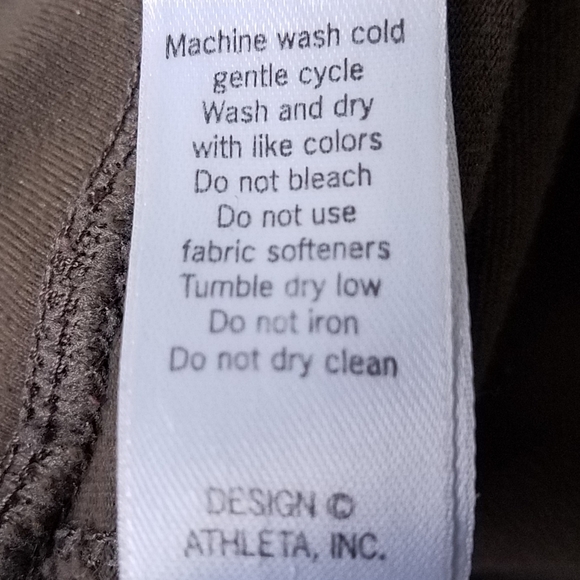 Machine wash cold
gentle cycle
Wash and dry
with like colors
Do not bleach
Do not use
fabric softeners
Tumble dry low
Do not iron
Do not dry clean
DESIGN ©
ATHLETA, INC.